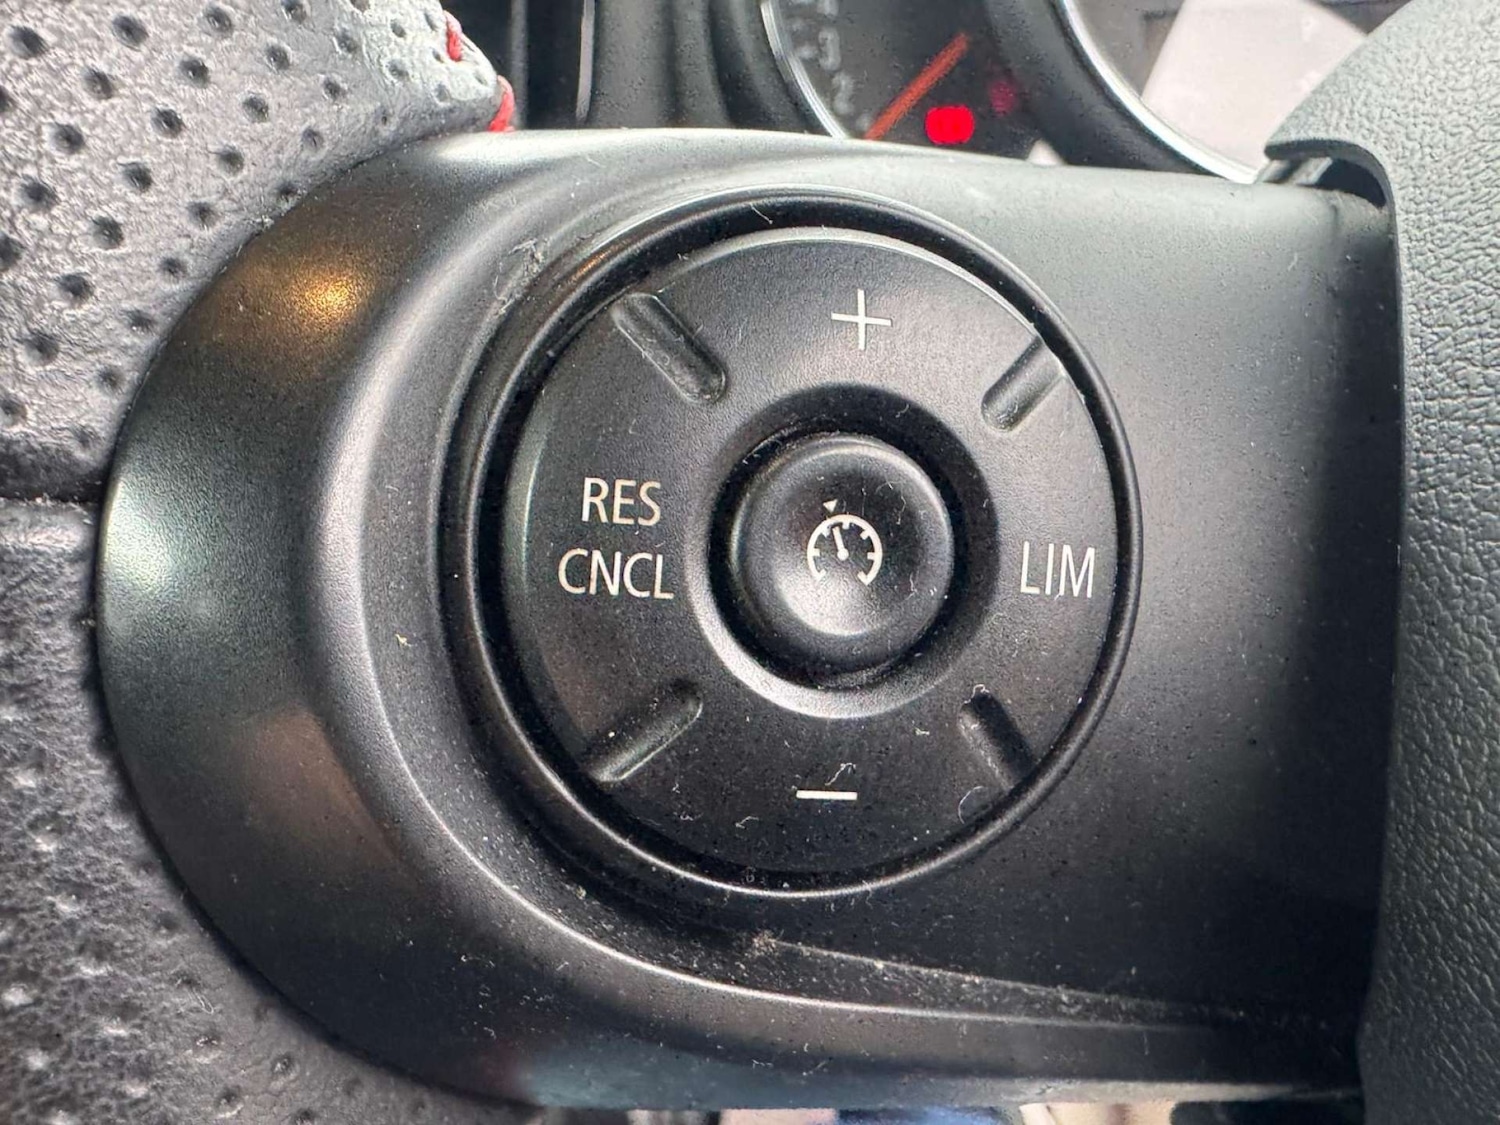 +
RES
CNCL
LIM
−